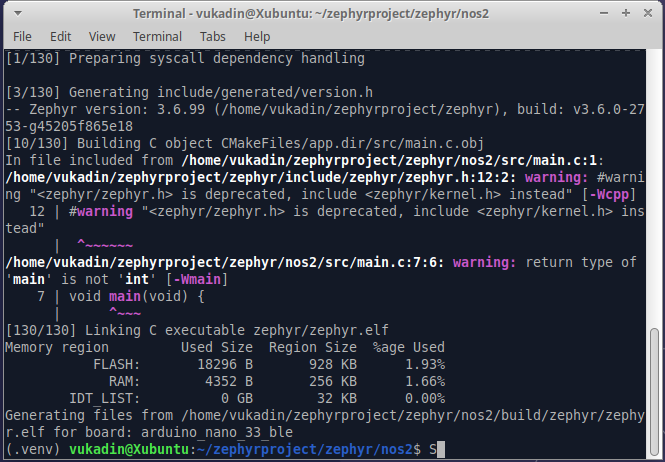 Terminal - vukadin@Xubuntu: ~/zephyrproject/zephyr/nos2
File Edit View Terminal Tabs Help
[1/130] Preparing syscall dependency handling
[3/130] Generating include/generated/version.h
-- Zephyr version: 3.6.99 (/home/vukadin/zephyrproject/zephyr), build: v3.6.0-27
53-g45205f865e18
[10/130] Building C object CMakeFiles/app.dir/src/main.c.obj
In file included from /home/vukadin/zephyrproject/zephyr/nos2/src/main.c:1:
/home/vukadin/zephyrproject/zephyr/include/zephyr/zephyr.h:12:2: warning: #warni
ng "<zephyr/zephyr.h> is deprecated, include <zephyr/kernel.h> instead" [-Wcpp]
   12 | #warning "<zephyr/zephyr.h> is deprecated, include <zephyr/kernel.h> ins
tead"
      |  ^~~~~~~
/home/vukadin/zephyrproject/zephyr/nos2/src/main.c:7:6: warning: return type of
'main' is not 'int' [-Wmain]
    7 | void main(void) {
      |      ^~~~
[130/130] Linking C executable zephyr/zephyr.elf
Memory region         Used Size  Region Size  %age Used
           FLASH:       18296 B       928 KB      1.93%
             RAM:        4352 B       256 KB      1.66%
        IDT_LIST:          0 GB        32 KB      0.00%
Generating files from /home/vukadin/zephyrproject/zephyr/nos2/build/zephyr/zephy
r.elf for board: arduino_nano_33_ble
(.venv) vukadin@Xubuntu:~/zephyrproject/zephyr/nos2$ S